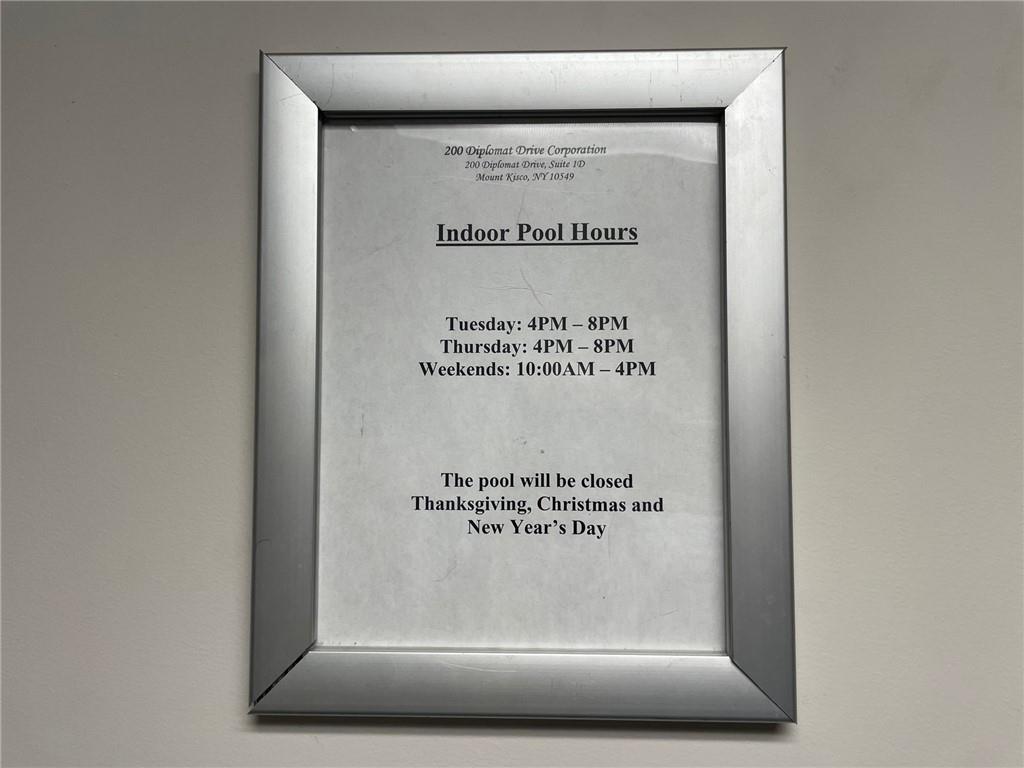 200 Diplomat Drive Corporation
200 Diplomat Drive, Suite 1D
Mount Kisco, NY 10549
Indoor Pool Hours
Tuesday: 4PM – 8PM
Thursday: 4PM – 8PM
Weekends: 10:00AM – 4PM
The pool will be closed
Thanksgiving, Christmas and
New Year’s Day